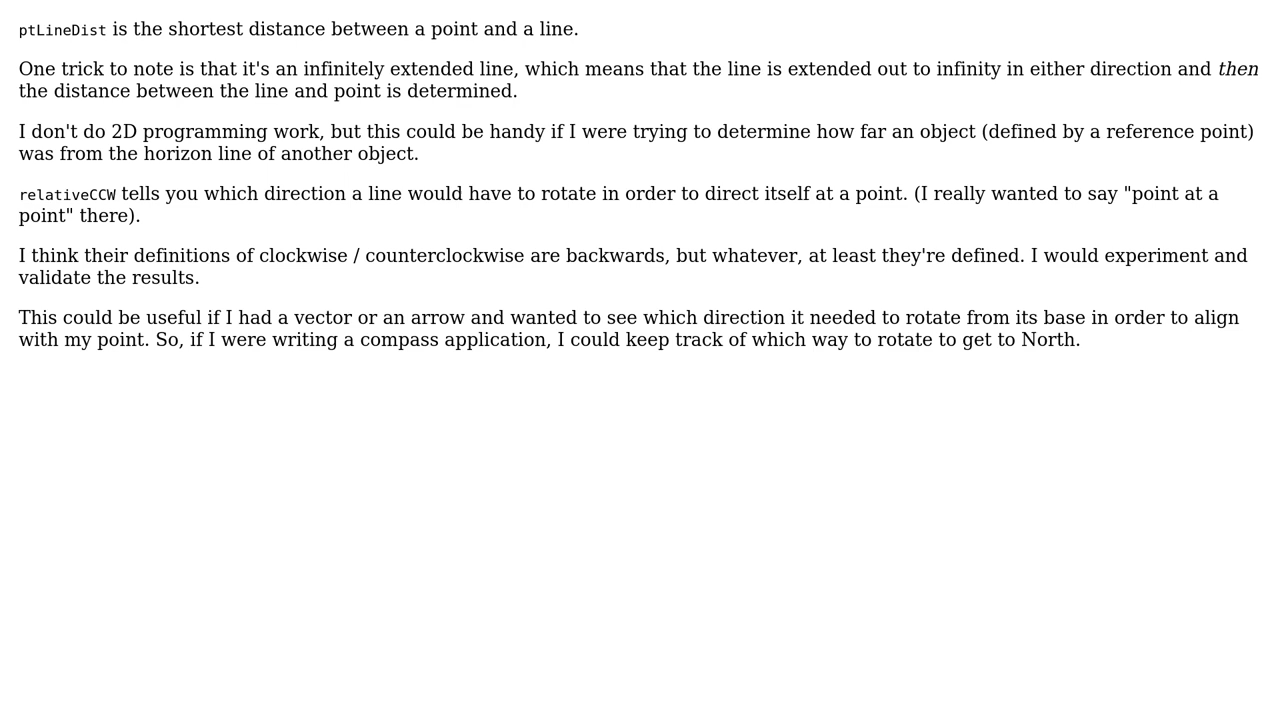 ptLineDist is the shortest distance between a point and a line.
One trick to note is that it's an infinitely extended line, which means that the line is extended out to infinity in either direction and then
the distance between the line and point is determined.
I don't do 2D programming work, but this could be handy if I were trying to determine how far an object (defined by a reference point)
was from the horizon line of another object.
relativeCCW tells you which direction a line would have to rotate in order to direct itself at a point. (I really wanted to say "point at a
point" there).
I think their definitions of clockwise / counterclockwise are backwards, but whatever, at least they're defined. I would experiment and
validate the results.
This could be useful if I had a vector or an arrow and wanted to see which direction it needed to rotate from its base in order to align
with my point. So, if I were writing a compass application, I could keep track of which way to rotate to get to North.